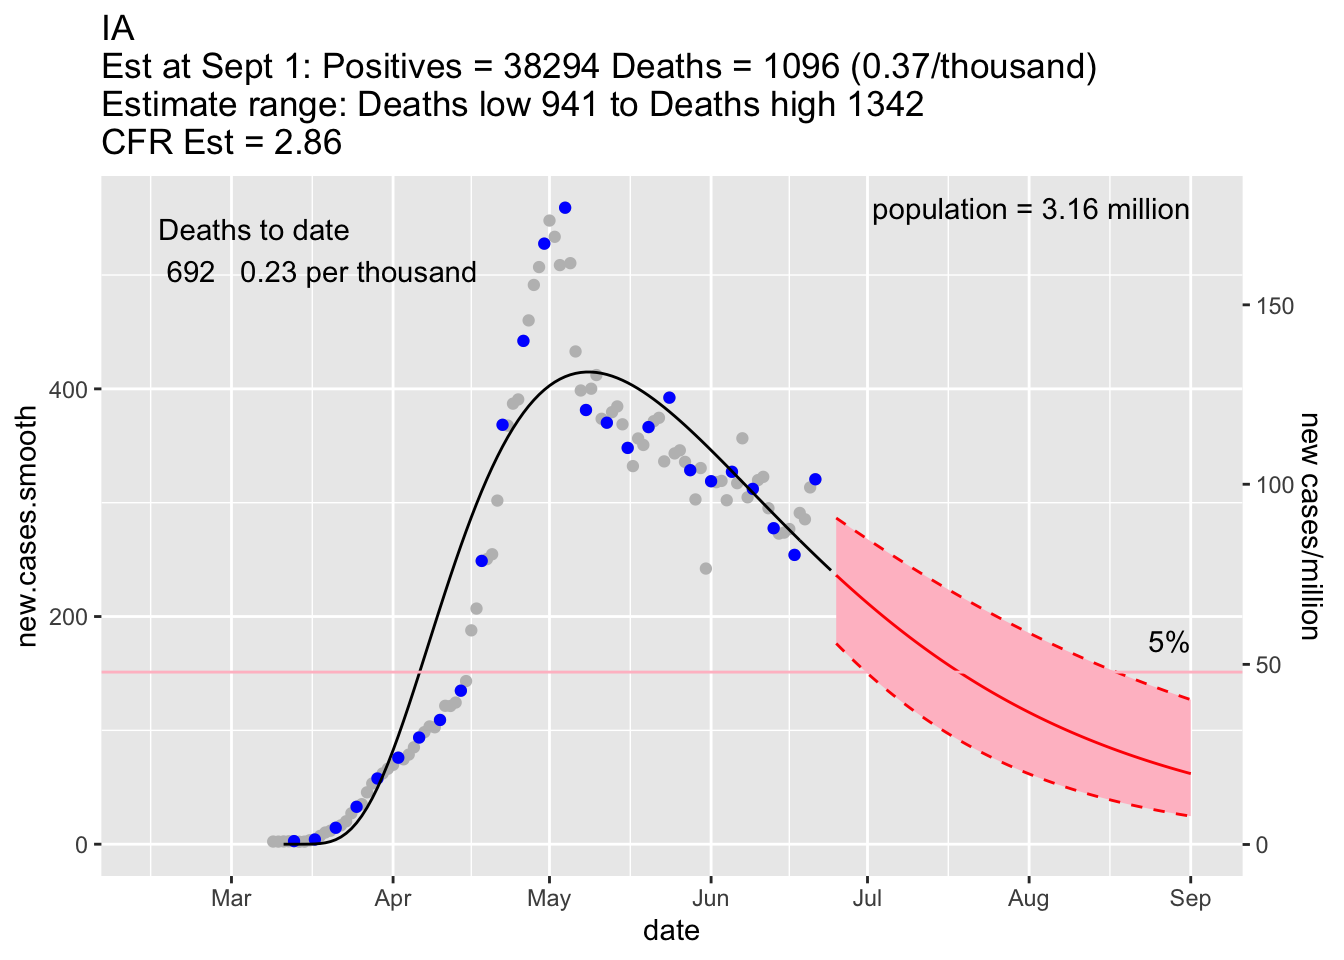 IA
Est at Sept 1: Positives = 38294 Deaths = 1096 (0.37/thousand)
Estimate range: Deaths low 941 to Deaths high 1342
CFR Est = 2.86
Deaths to date
692 0.23 per thousand
population = 3.16 million
5%
new.cases.smooth
400
200
0
150
100
50
0
new cases/million
Mar
Apr
May
Jun
Jul
Aug
Sep
date